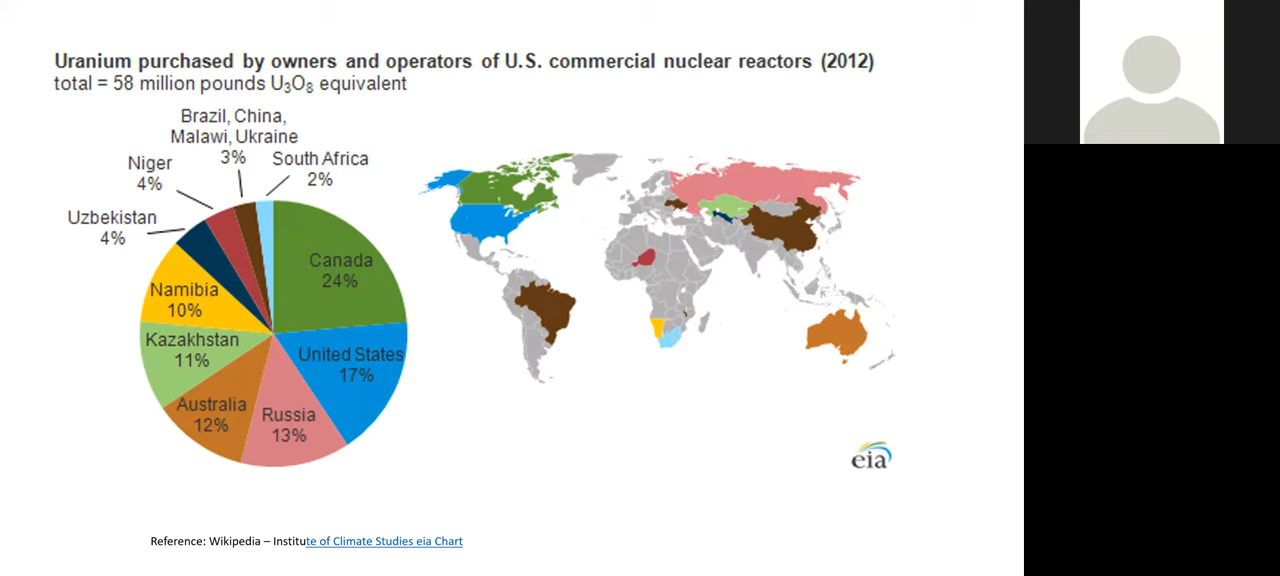 Uranium purchased by owners and operators of U.S. commercial nuclear reactors (2012)
total = 58 million pounds U₃O₈ equivalent
Brazil, China,
Malawi, Ukraine
3%
South Africa
2%
Niger
4%
Uzbekistan
4%
Canada
24%
Namibia
10%
Kazakhstan
11%
United States
17%
Australia
12%
Russia
13%
eia
Reference: Wikipedia – Institute of Climate Studies eia Chart